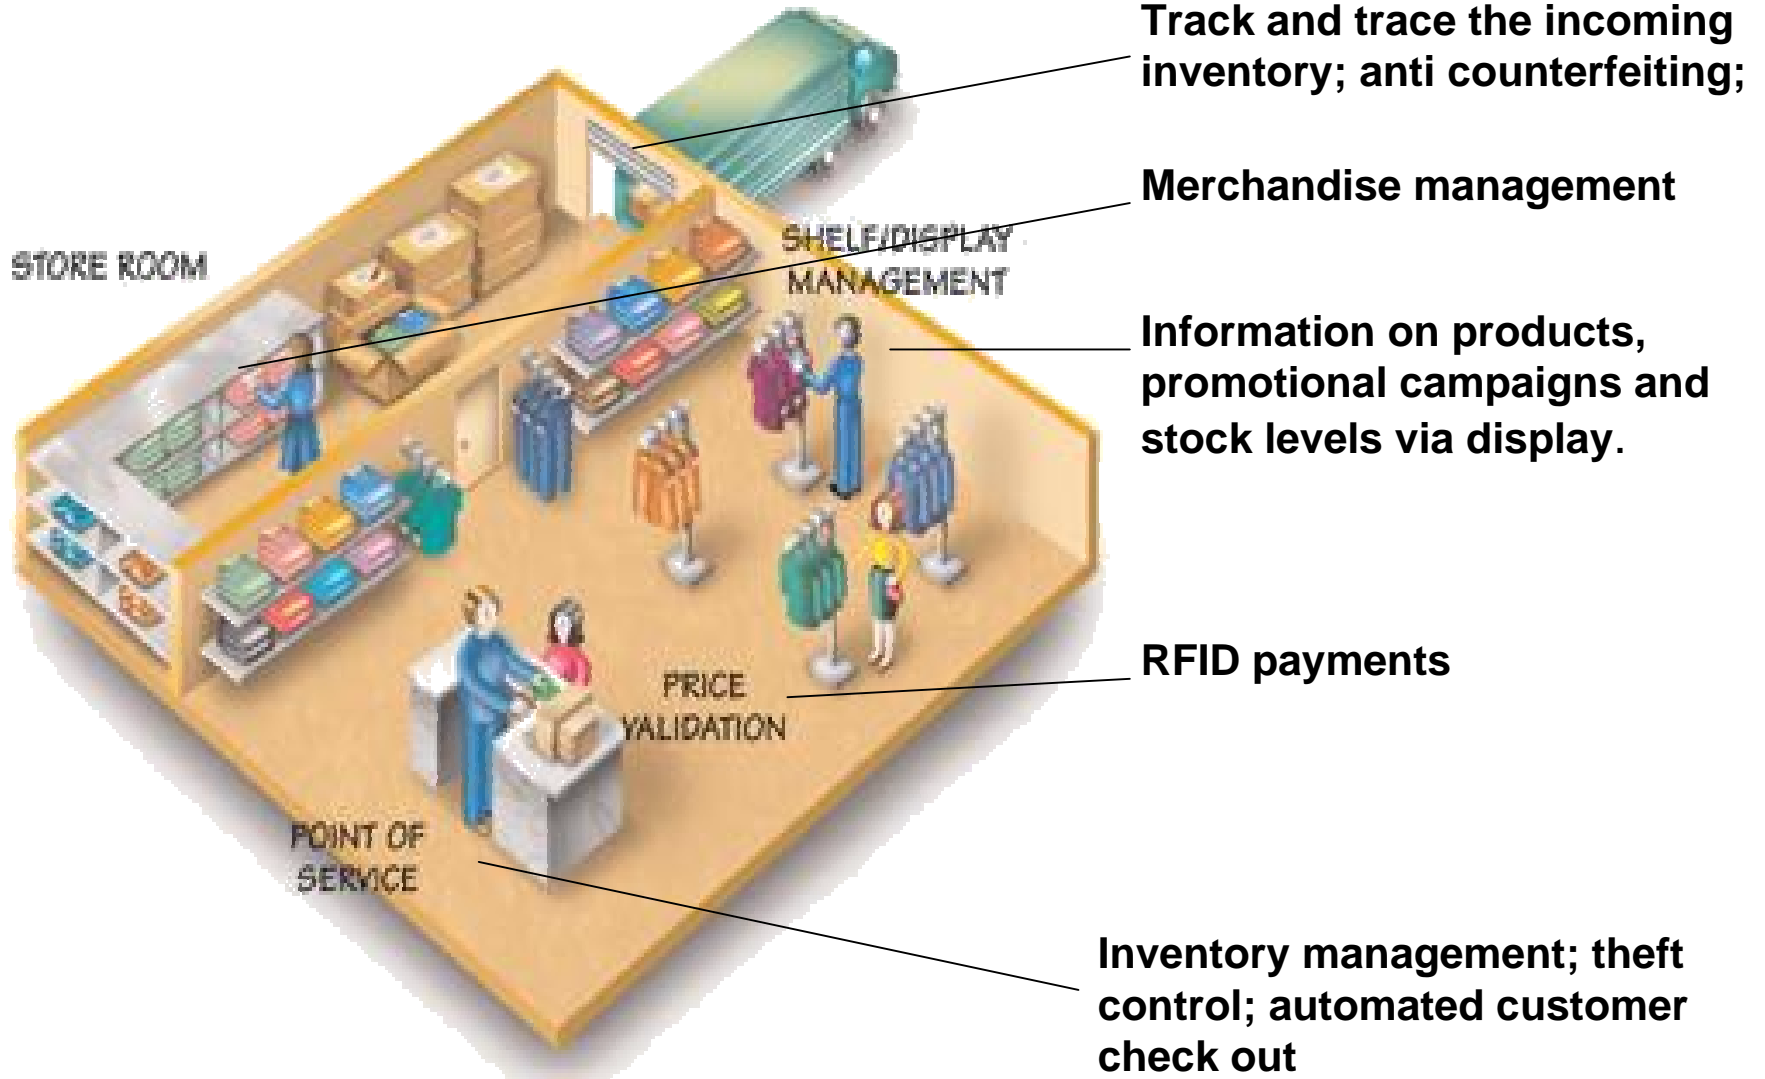 Track and trace the incoming
inventory; anti counterfeiting;
Merchandise management
SHELF/DISPLAY
MANAGEMENT
STORE ROOM
Information on products,
promotional campaigns and
stock levels via display.
RFID payments
PRICE
VALIDATION
POINT OF
SERVICE
Inventory management; theft
control; automated customer
check out